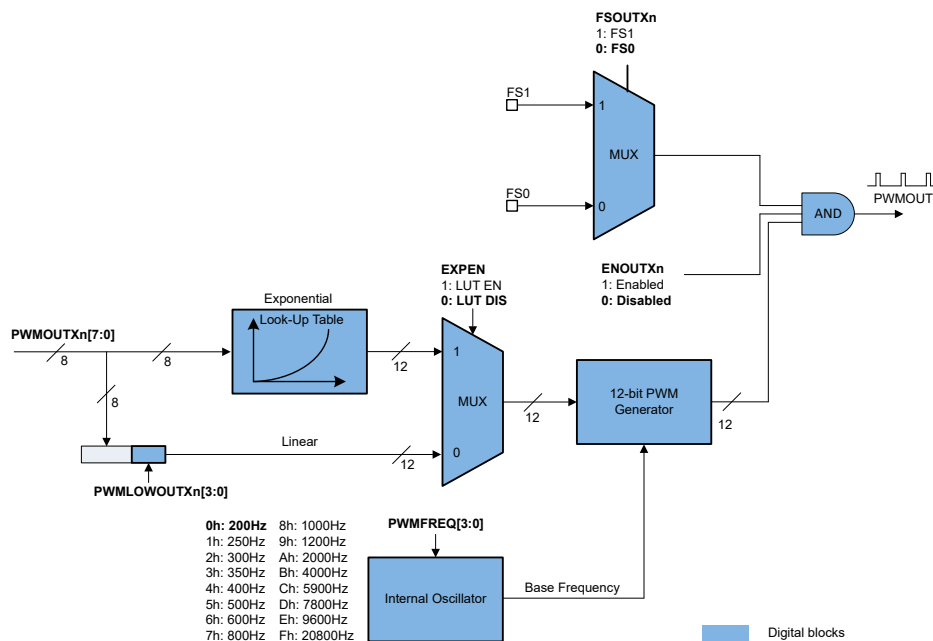 FSOUTXn
1: FS1
0: FS0
FS1
1
MUX
FS0
0
PWMOUT
AND
EXPEN
1: LUT EN
0: LUT DIS
ENOUTXn
1: Enabled
0: Disabled
Exponential
Look-Up Table
PWMOUTXn[7:0]
8
8
12
1
8
MUX
12
12-bit PWM
Generator
12
Linear
12
0
PWMLOWOUTXn[3:0]
0h: 200Hz 8h: 1000Hz
1h: 250Hz 9h: 1200Hz
2h: 300Hz Ah: 2000Hz
3h: 350Hz Bh: 4000Hz
4h: 400Hz Ch: 5900Hz
5h: 500Hz Dh: 7800Hz
6h: 600Hz Eh: 9600Hz
7h: 800Hz Fh: 20800Hz
PWMFREQ[3:0]
Internal Oscillator
Base Frequency
Digital blocks